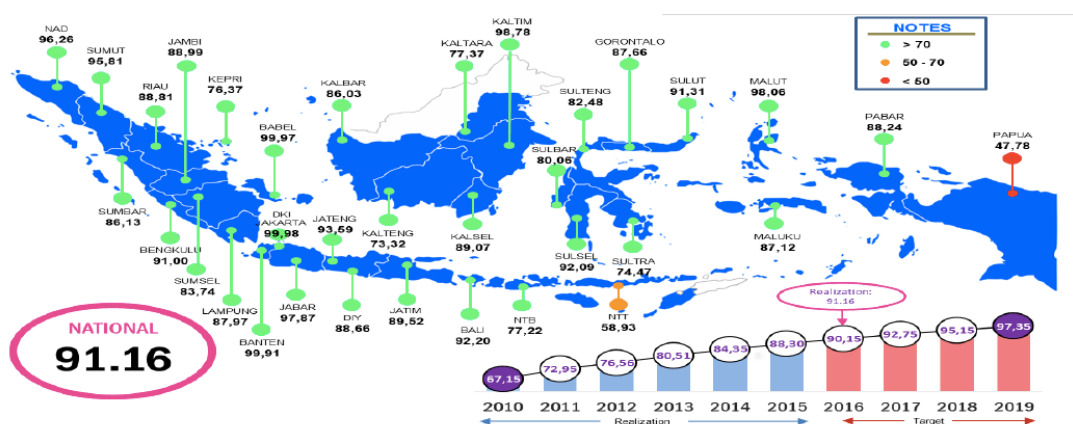 NAD
96,26
SUMUT
95,81
RIAU
88,81
JAMBI
88,99
KEPRI
76,37
BABEL
99,97
KALBAR
86,03
KALTARA
77,37
KALTIM
98,78
SULTENG
82,48
GORONTALO
87,66
SULUT
91,31
MALUT
98,06
PABAR
88,24
PAPUA
47,78
NOTES
> 70
50 - 70
< 50
SULBAR
80,06
SUMBAR
86,13
BENGKULU
91,00
SUMSEL
83,74
LAMPUNG
87,97
BANTEN
99,91
DKI
JAKARTA
99,98
JABAR
97,87
JATENG
93,59
DIY
88,66
JATIM
89,52
KALTENG
73,32
KALSEL
89,07
BALI
92,20
NTB
77,22
NTT
58,93
SULSEL
92,09
SULTRA
74,47
MALUKU
87,12
NATIONAL
91.16
Realization:
91.16
67,15
72,95
76,56
80,51
84,35
88,30
90,15
92,75
95,15
97,35
2010 2011 2012 2013 2014 2015 2016 2017 2018 2019
Realization Target